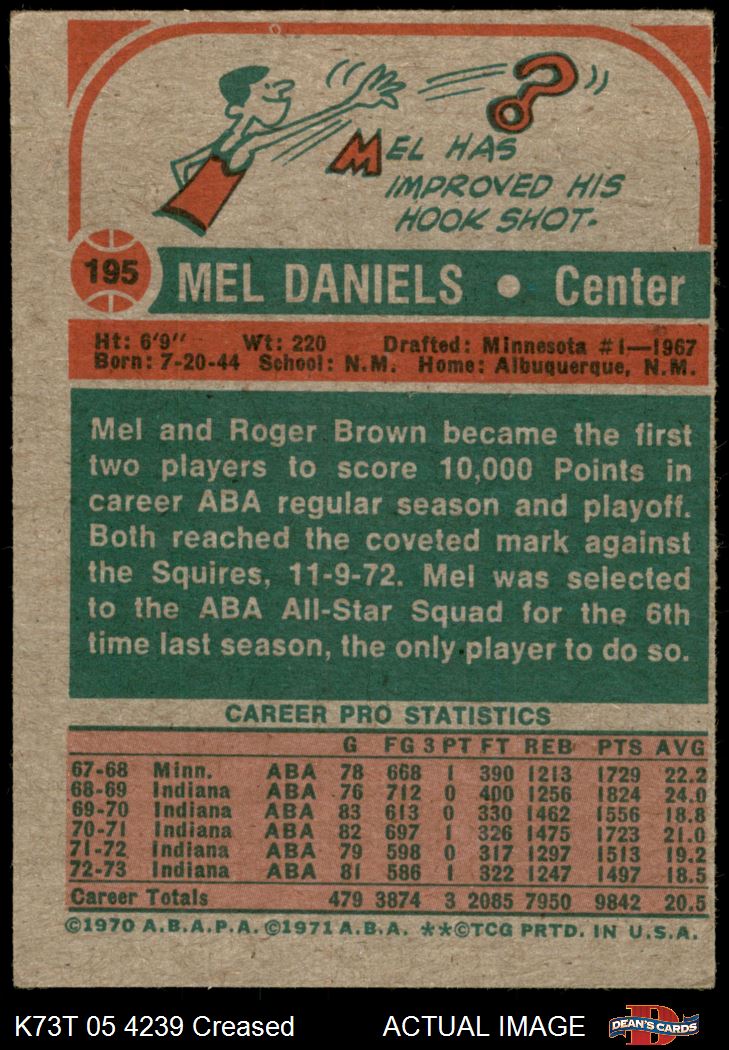 MEL HAS
IMPROVED HIS
HOOK SHOT.
195 MEL DANIELS • Center
Ht: 6'9" Wt: 220 Drafted: Minnesota #1—1967
Born: 7-20-44 School: N.M. Home: Albuquerque, N.M.
Mel and Roger Brown became the first
two players to score 10,000 Points in
career ABA regular season and playoff.
Both reached the coveted mark against
the Squires, 11-9-72. Mel was selected
to the ABA All-Star Squad for the 6th
time last season, the only player to do so.
CAREER PRO STATISTICS
G FG 3 PT FT REB PTS AVG
67-68 Minn. ABA 78 668 1 390 1213 1729 22.2
68-69 Indiana ABA 76 712 0 400 1256 1824 24.0
69-70 Indiana ABA 83 613 0 330 1462 1556 18.8
70-71 Indiana ABA 82 697 1 326 1475 1723 21.0
71-72 Indiana ABA 79 598 0 317 1297 1513 19.2
72-73 Indiana ABA 81 586 1 322 1247 1497 18.5
Career Totals 479 3874 3 2085 7950 9842 20.5
©1970 A.B.A.P.A. ©1971 A.B.A. **©TCG PRTD. IN U.S.A.
K73T 05 4239 Creased ACTUAL IMAGE DEAN'S CARDS